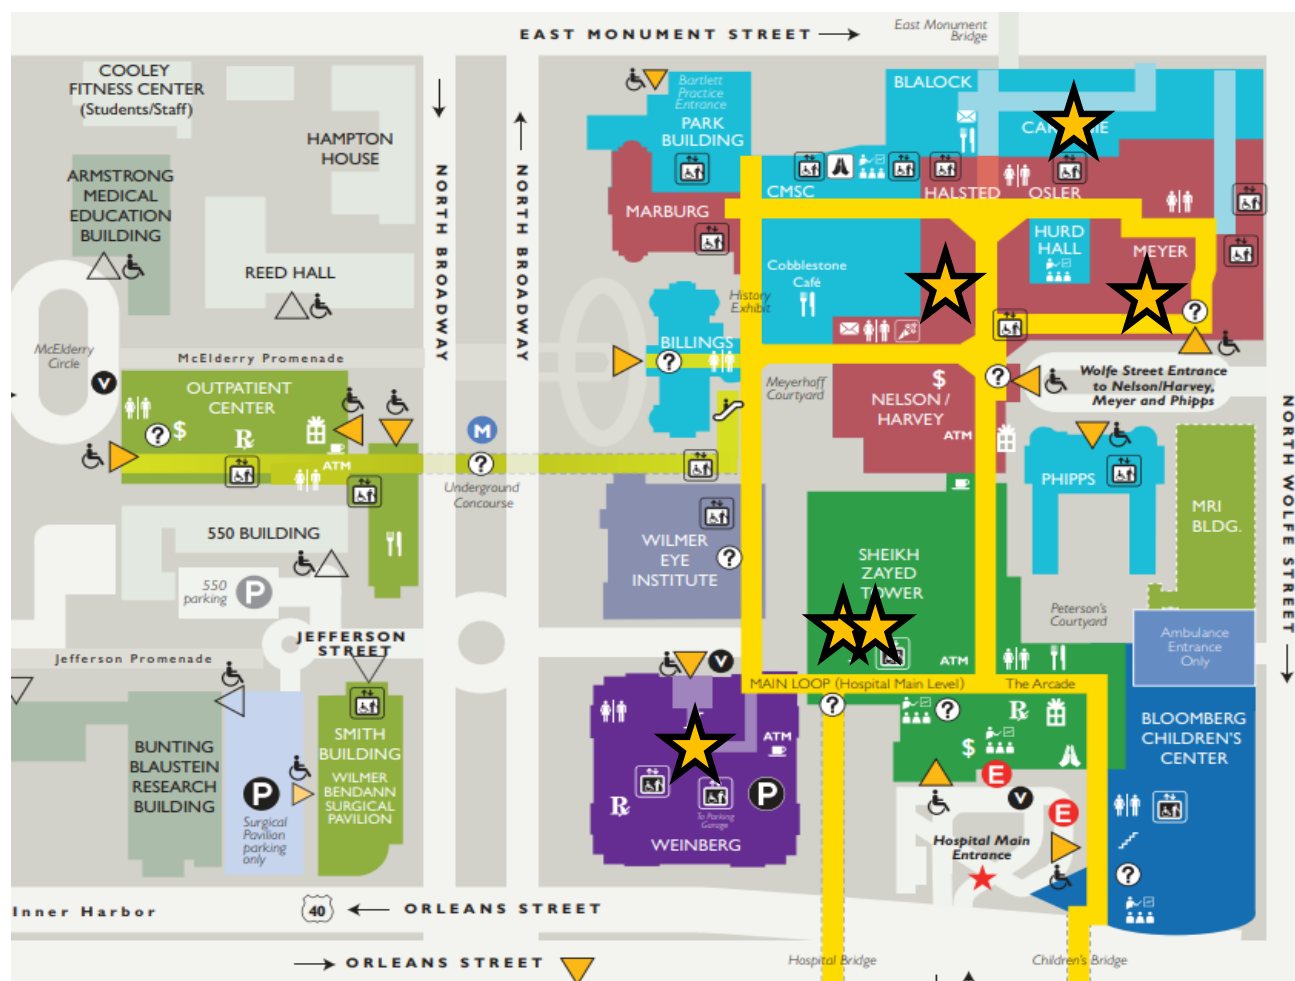 EAST MONUMENT STREET
East Monument
Bridge
COOLEY
FITNESS CENTER
(Students/Staff)
HAMPTON
HOUSE
ARMSTRONG
MEDICAL
EDUCATION
BUILDING
REED HALL
NORTH BROADWAY
NORTH BROADWAY
Bartlett
Practice
Entrance
PARK
BUILDING
BLALOCK
CMSC
HALSTED
OSLER
MARBURG
HURD
HALL
MEYER
Cobblestone
Café
History
Exhibit
BILLINGS
McElderry
Circle
McElderry Promenade
V
OUTPATIENT
CENTER
? $
R
ATM
M
?
Underground
Concourse
?
Meyerhoff
Courtyard
$
NELSON /
HARVEY
ATM
?
?
Wolfe Street Entrance
to Nelson/Harvey,
Meyer and Phipps
PHIPPS
MRI
BLDG.
NORTH WOLFE STREET
550 BUILDING
550
parking
P
WILMER
EYE
INSTITUTE
?
SHEIKH
ZAYED
TOWER
ATM
Peterson's
Courtyard
Ambulance
Entrance
Only
JEFFERSON
STREET
Jefferson Promenade
V
MAIN LOOP (Hospital Main Level)
The Arcade
?
?
R
$
E
V
E
BLOOMBERG
CHILDREN'S
CENTER
?
Hospital Main
Entrance
BUNTING
BLAUSTEIN
RESEARCH
BUILDING
P
Surgical
Pavilion
parking
only
SMITH
BUILDING
WILMER
BENDANN
SURGICAL
PAVILION
ATM
R
P
To Parking
Garage
WEINBERG
Inner Harbor
40
ORLEANS STREET
ORLEANS STREET
Hospital Bridge
Children's Bridge